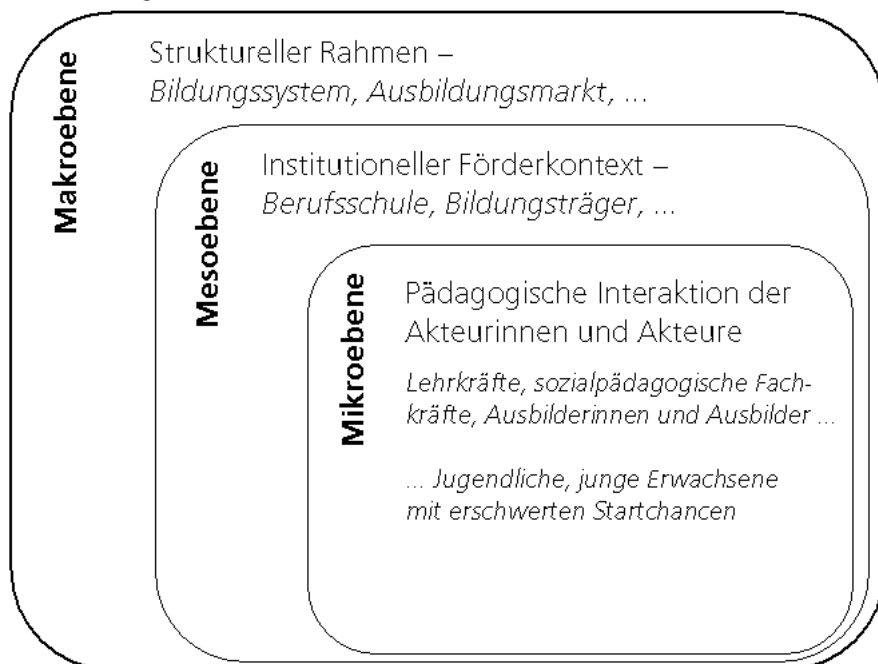 Makroebene
Struktureller Rahmen –
Bildungssystem, Ausbildungsmarkt, ...
Mesoebene
Institutioneller Förderkontext –
Berufsschule, Bildungsträger, ...
Mikroebene
Pädagogische Interaktion der
Akteurinnen und Akteure
Lehrkräfte, sozialpädagogische Fach-
kräfte, Ausbilderinnen und Ausbilder ...
... Jugendliche, junge Erwachsene
mit erschwerten Startchancen